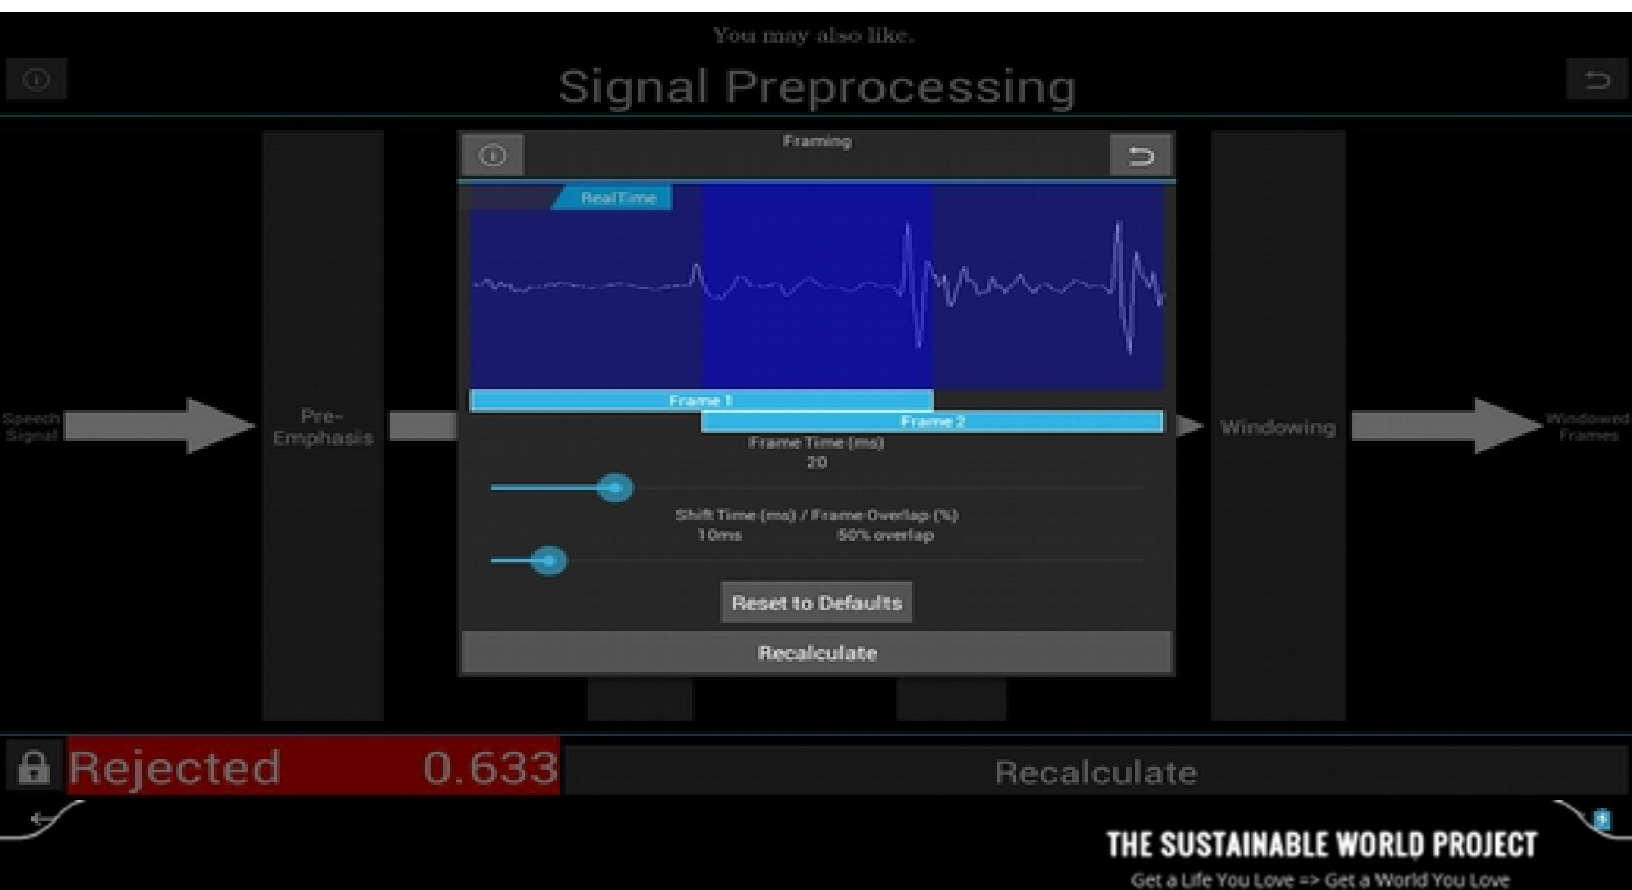 You may also like.
Signal Preprocessing
Framing
RealTime
Frame 1
Frame 2
Frame Time (ms)
20
Shift Time (ms) / Frame Overlap (%)
10ms 50% overlap
Reset to Defaults
Recalculate
Speech
Signal
Pre-
Emphasis
Windowing
Windowed
Frames
Rejected 0.633
Recalculate
THE SUSTAINABLE WORLD PROJECT
Get a Life You Love => Get a World You Love